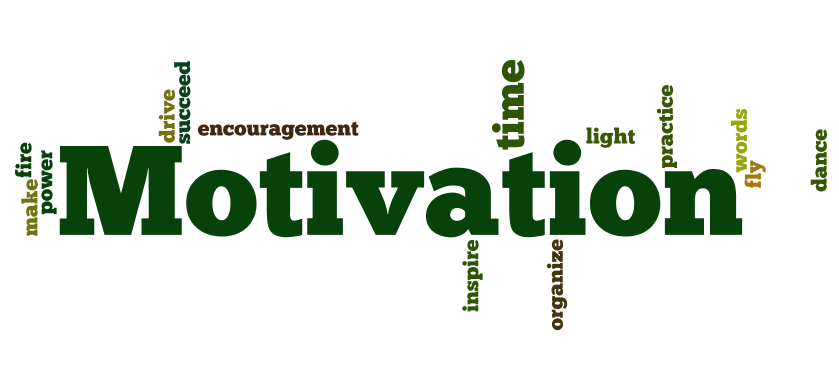 fire
make
power
drive
succeed
encouragement
time
light
practice
words
fly
dance
Motivation
inspire
organize